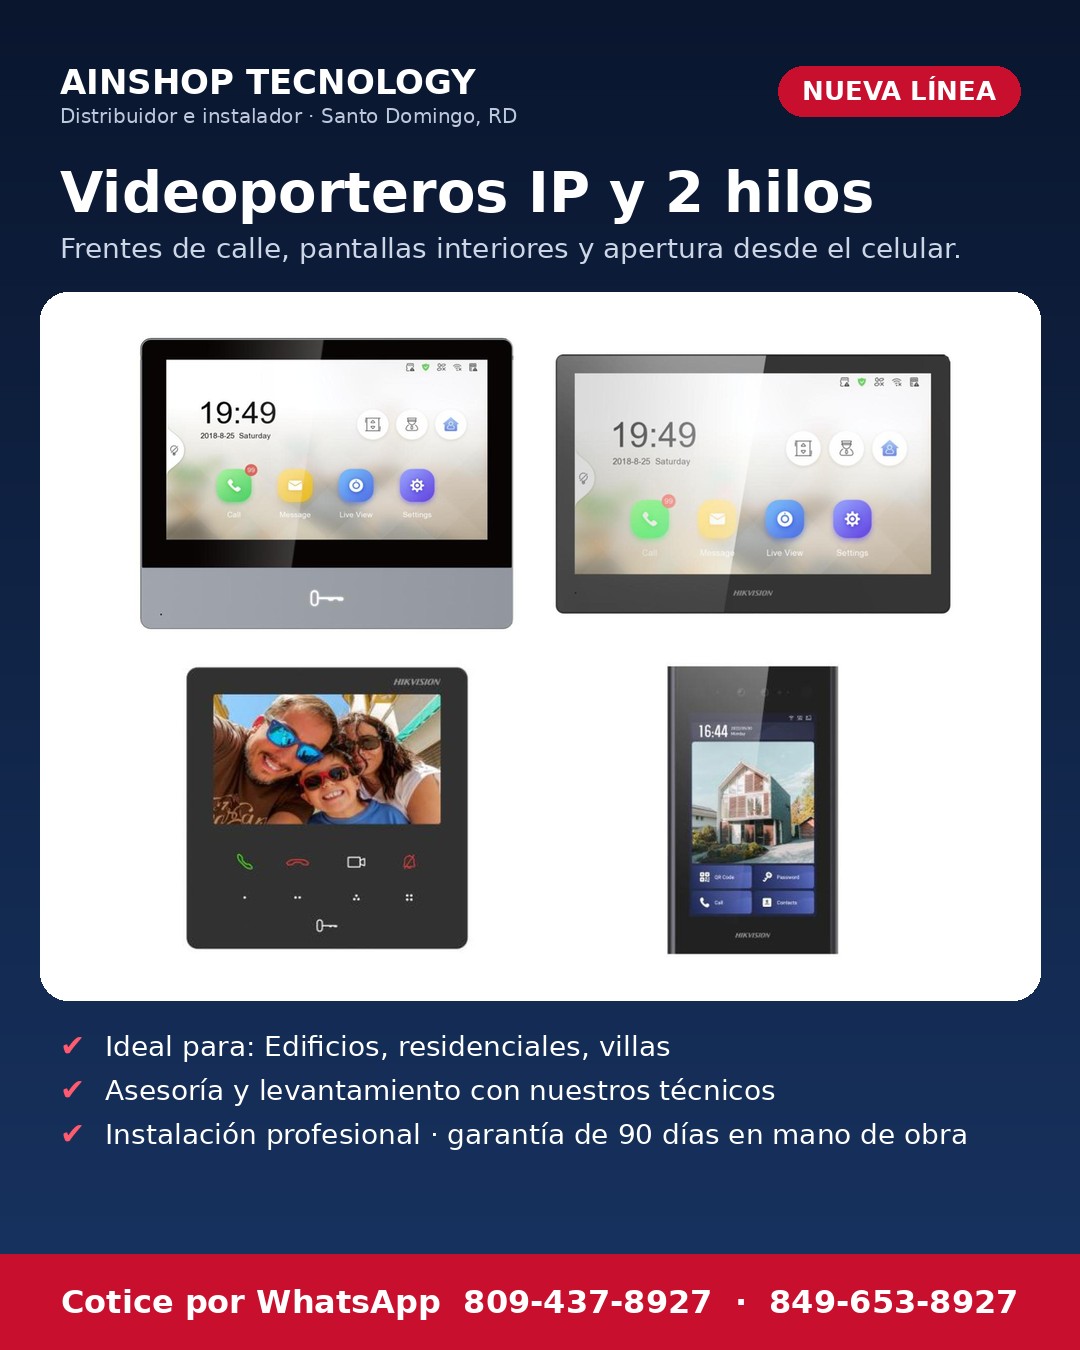 AINSHOP TECNOLOGY
Distribuidor e instalador · Santo Domingo, RD
NUEVA LÍNEA
Videoporteros IP y 2 hilos
Frentes de calle, pantallas interiores y apertura desde el celular.
19:49
2018-8-25 Saturday
99
Call Message Live View Settings
19:49
2018-8-25 Saturday
99
Call Message Live View Settings
HIKVISION
HIKVISION
16:44
Monday
QR Code Password
Call Contacts
HIKVISION
✔ Ideal para: Edificios, residenciales, villas
✔ Asesoría y levantamiento con nuestros técnicos
✔ Instalación profesional · garantía de 90 días en mano de obra
Cotice por WhatsApp 809-437-8927 · 849-653-8927